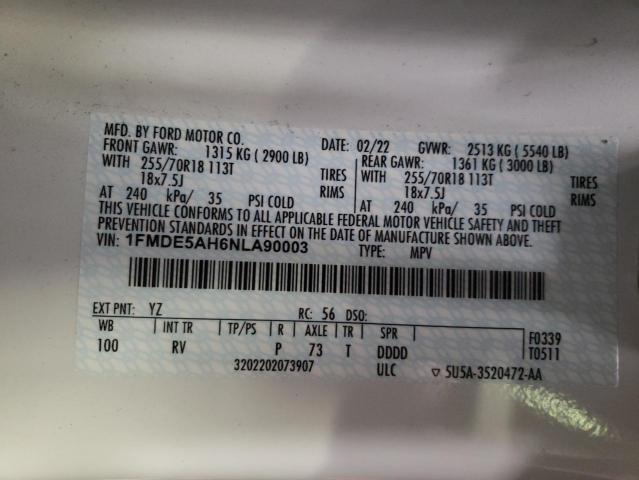 MFD. BY FORD MOTOR CO.
DATE: 02/22 GVWR: 2513 KG ( 5540 LB)
FRONT GAWR: 1315 KG ( 2900 LB) REAR GAWR: 1361 KG ( 3000 LB)
WITH 255/70R18 113T TIRES WITH 255/70R18 113T TIRES
18x7.5J RIMS 18x7.5J RIMS
AT 240 kPa/ 35 PSI COLD AT 240 kPa/ 35 PSI COLD
THIS VEHICLE CONFORMS TO ALL APPLICABLE FEDERAL MOTOR VEHICLE SAFETY AND THEFT
PREVENTION STANDARDS IN EFFECT ON THE DATE OF MANUFACTURE SHOWN ABOVE.
VIN: 1FMDE5AH6NLA90003 TYPE: MPV
EXT PNT: YZ RC: 56 DSO:
WB INT TR TP/PS R AXLE TR SPR F0339
100 RV P 73 T DDDD T0511
3202202073907 ULC ▽ 5U5A-3520472-AA